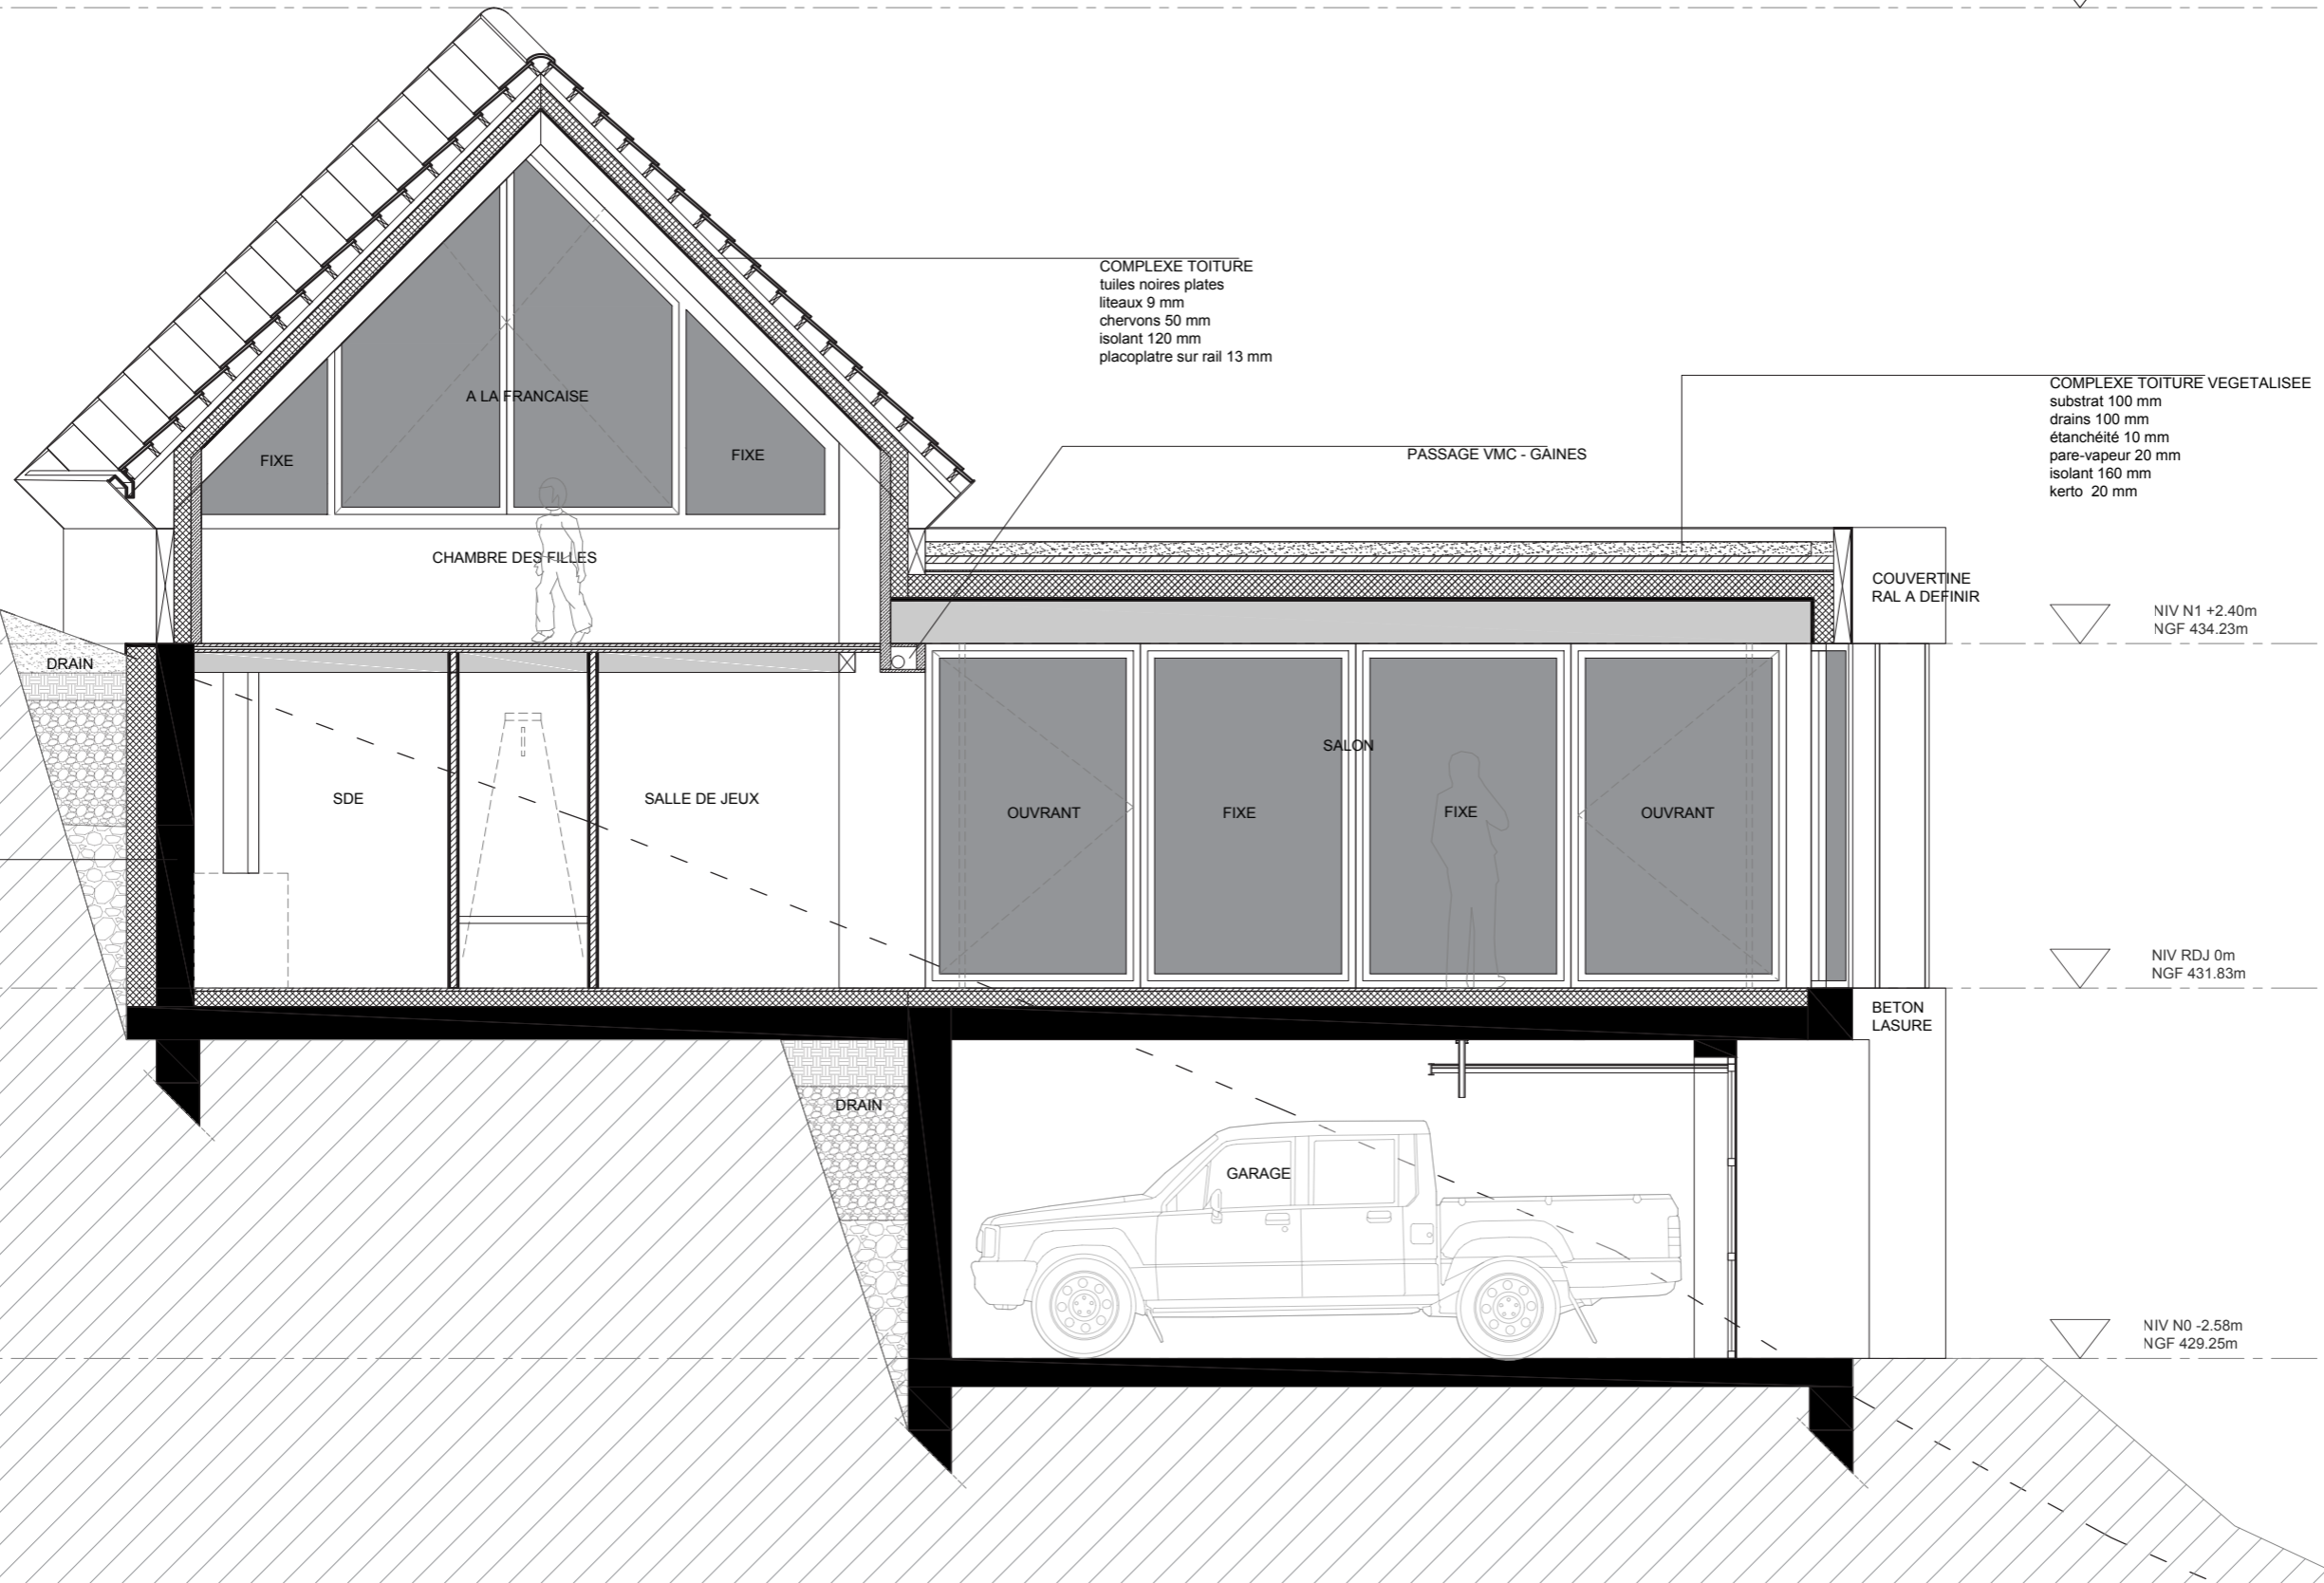 COMPLEXE TOITURE
tuiles noires plates
liteaux 9 mm
chervons 50 mm
isolant 120 mm
placoplatre sur rail 13 mm
COMPLEXE TOITURE VEGETALISEE
substrat 100 mm
drains 100 mm
étanchéité 10 mm
pare-vapeur 20 mm
isolant 160 mm
kerto 20 mm
A LA FRANCAISE
FIXE
FIXE
PASSAGE VMC - GAINES
CHAMBRE DES FILLES
COUVERTINE
RAL A DEFINIR
NIV N1 +2.40m
NGF 434.23m
DRAIN
SALON
SDE
SALLE DE JEUX
OUVRANT
FIXE
FIXE
OUVRANT
NIV RDJ 0m
NGF 431.83m
BETON
LASURE
DRAIN
GARAGE
NIV N0 -2.58m
NGF 429.25m